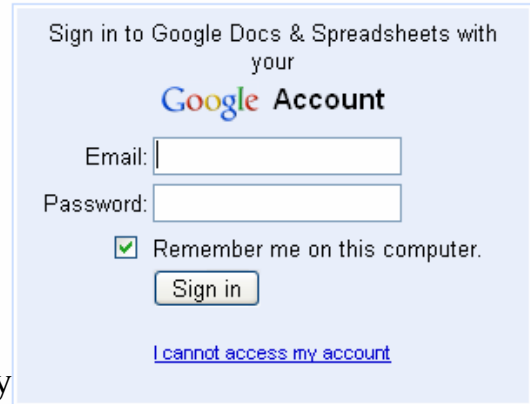 Sign in to Google Docs & Spreadsheets with
your
Google Account
Email:
Password:
Remember me on this computer.
Sign in
I cannot access my account
y